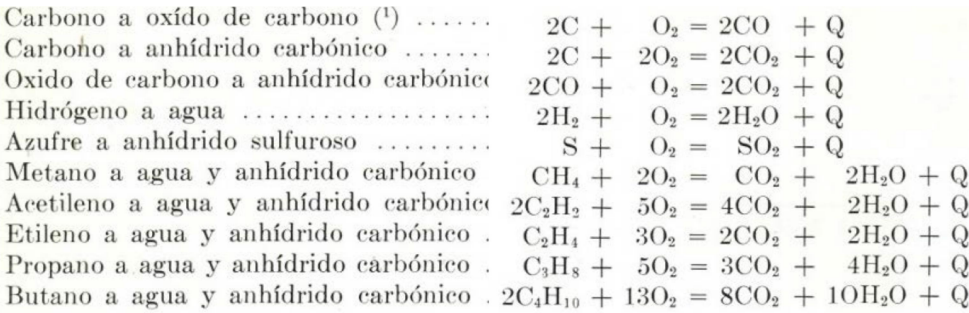 Carbono a oxído de carbono (¹) ...... 2C + O₂ = 2CO + Q
Carbono a anhídrido carbónico ....... 2C + 2O₂ = 2CO₂ + Q
Oxido de carbono a anhídrido carbónico 2CO + O₂ = 2CO₂ + Q
Hidrógeno a agua .................. 2H₂ + O₂ = 2H₂O + Q
Azufre a anhídrido sulfuroso ........ S + O₂ = SO₂ + Q
Metano a agua y anhídrido carbónico CH₄ + 2O₂ = CO₂ + 2H₂O + Q
Acetileno a agua y anhídrido carbónico 2C₂H₂ + 5O₂ = 4CO₂ + 2H₂O + Q
Etileno a agua y anhídrido carbónico . C₂H₄ + 3O₂ = 2CO₂ + 2H₂O + Q
Propano a agua y anhídrido carbónico . C₃H₈ + 5O₂ = 3CO₂ + 4H₂O + Q
Butano a agua y anhídrido carbónico . 2C₄H₁₀ + 13O₂ = 8CO₂ + 10H₂O + Q